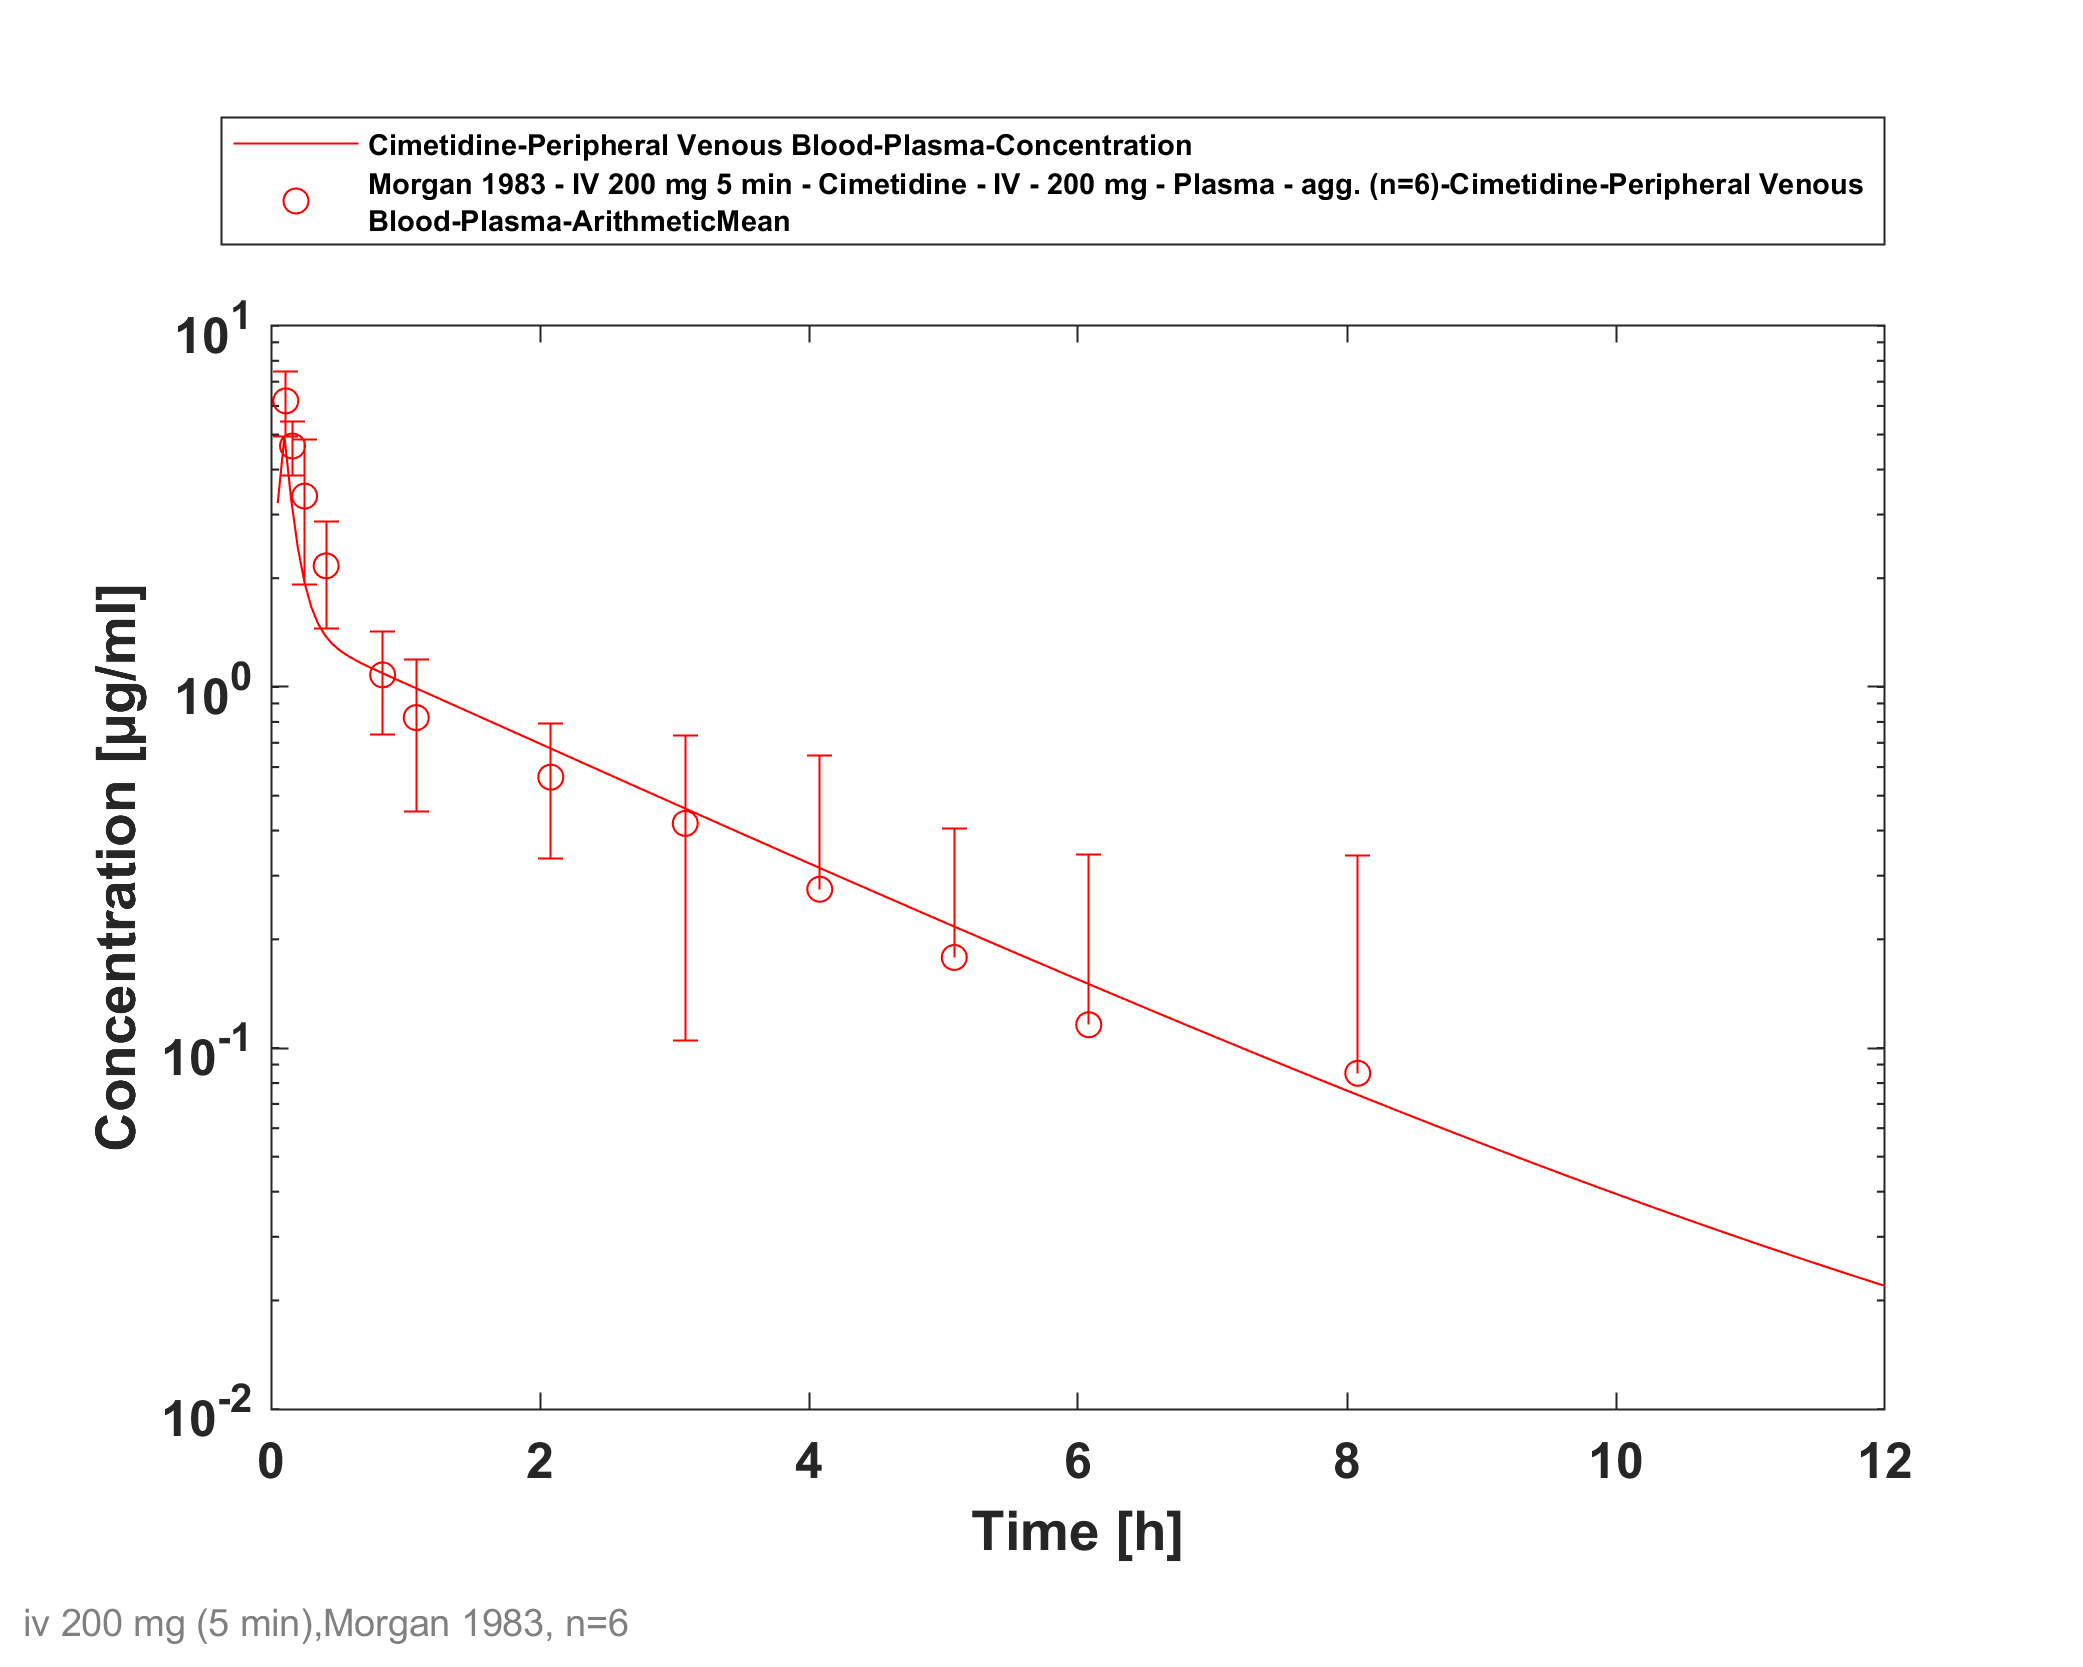 Cimetidine-Peripheral Venous Blood-Plasma-Concentration
Morgan 1983 - IV 200 mg 5 min - Cimetidine - IV - 200 mg - Plasma - agg. (n=6)-Cimetidine-Peripheral Venous
Blood-Plasma-ArithmeticMean
10^1
10^0
10^-1
10^-2
Concentration [µg/ml]
0 2 4 6 8 10 12
Time [h]
iv 200 mg (5 min),Morgan 1983, n=6